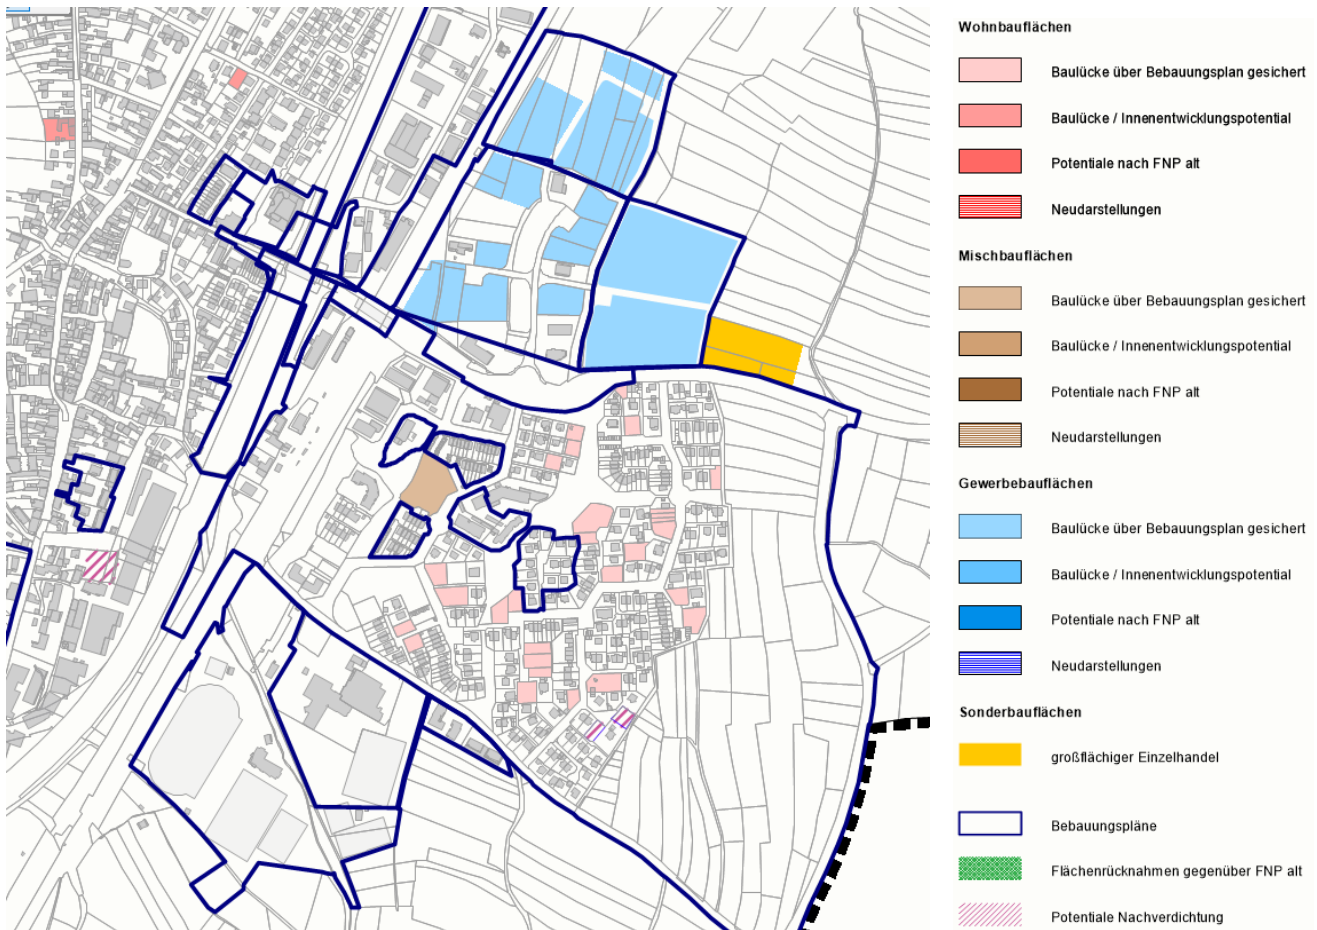 Wohnbauflächen
Baulücke über Bebauungsplan gesichert
Baulücke / Innenentwicklungspotential
Potentiale nach FNP alt
Neudarstellungen
Mischbauflächen
Baulücke über Bebauungsplan gesichert
Baulücke / Innenentwicklungspotential
Potentiale nach FNP alt
Neudarstellungen
Gewerbebauflächen
Baulücke über Bebauungsplan gesichert
Baulücke / Innenentwicklungspotential
Potentiale nach FNP alt
Neudarstellungen
Sonderbauflächen
großflächiger Einzelhandel
Bebauungspläne
Flächenrücknahmen gegenüber FNP alt
Potentiale Nachverdichtung